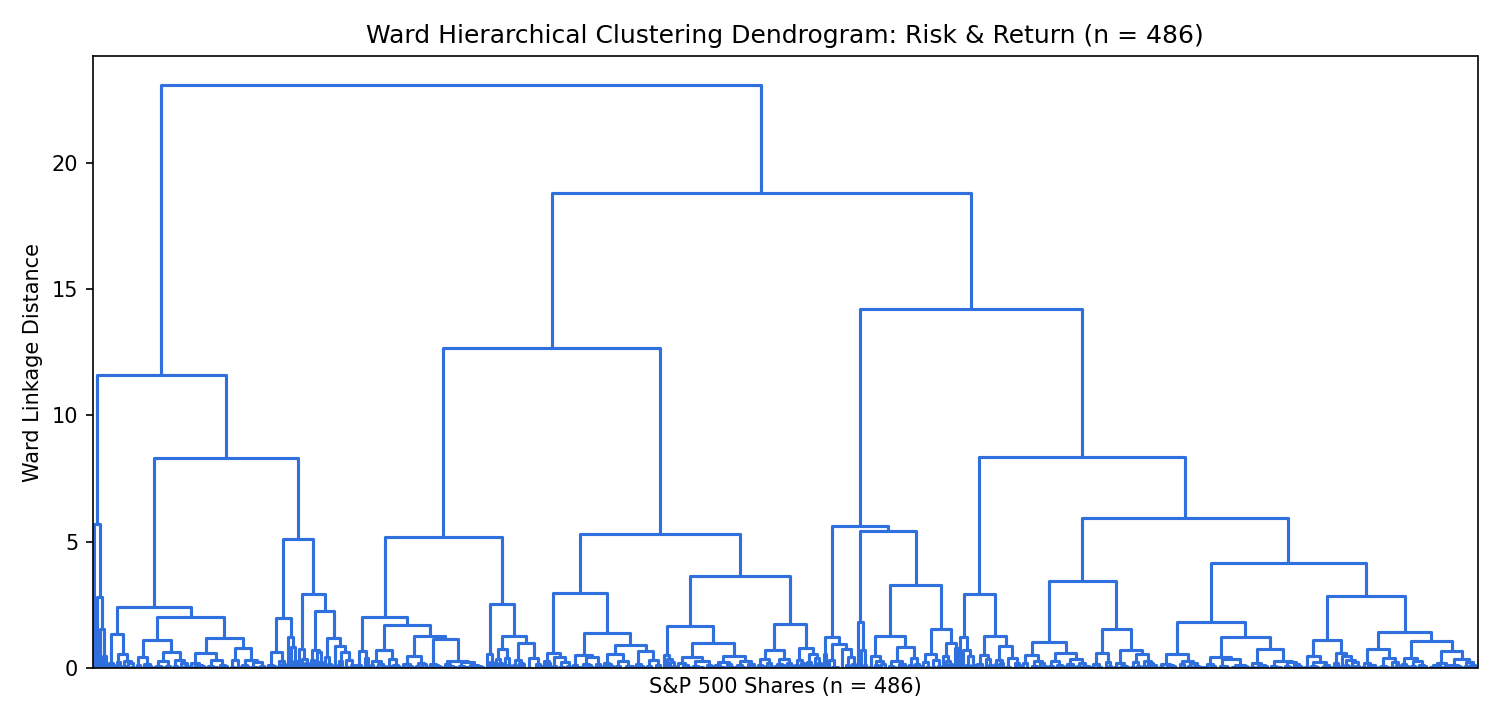 Ward Hierarchical Clustering Dendrogram: Risk & Return (n = 486)
Ward Linkage Distance
20
15
10
5
0
S&P 500 Shares (n = 486)